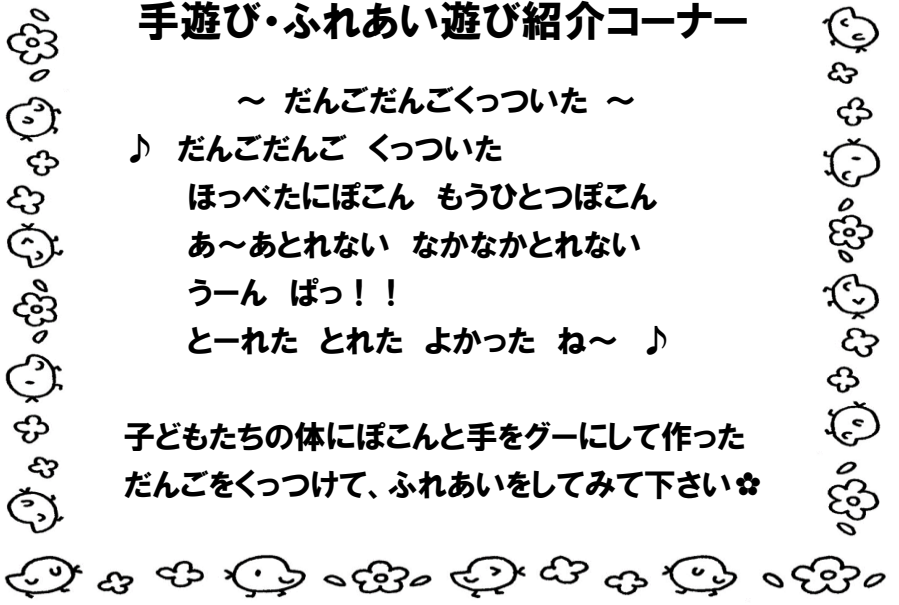 手遊び・ふれあい遊び紹介コーナー
～ だんごだんごくっついた ～
♪ だんごだんご くっついた
ほっべたにぽこん もうひとつぽこん
あ～あとれない なかなかとれない
うーん ぱっ！！
とーれた とれた よかった ね～ ♪
子どもたちの体にぽこんと手をグーにして作った
だんごをくっつけて、ふれあいをしてみて下さい✿